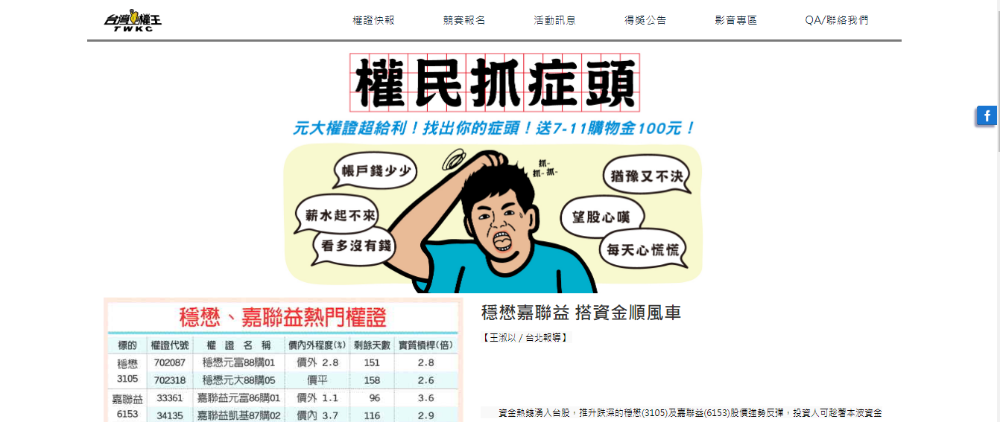 台灣權王
TWKC
權證快報 競賽報名 活動訊息 得獎公告 影音專區 QA/聯絡我們
權民抓症頭
元大權證超給利！找出你的症頭！送7-11購物金100元！
帳戶錢少少
薪水起不來
看多沒有錢
抓~
抓~抓~
猶豫又不決
望股心嘆
每天心慌慌
f
穩懋、嘉聯益熱門權證
標的 權證代號 權證名稱 價內外程度(%) 剩餘天數 實質槓桿(倍)
穩懋 3105 702087 穩懋元富88購01 價外 2.8 151 2.8
702318 穩懋元大88購05 價平 158 2.6
嘉聯益 6153 33361 嘉聯益元富86購01 價外 1.1 96 3.6
34135 嘉聯益凱基87購02 價內 3.7 116 2.9
穩懋嘉聯益 搭資金順風車
【王淑以／台北報導】
資金熱錢湧入台股，推升跌深的穩懋(3105)及嘉聯益(6153)股價強勢反彈，投資人可趁著本波資金